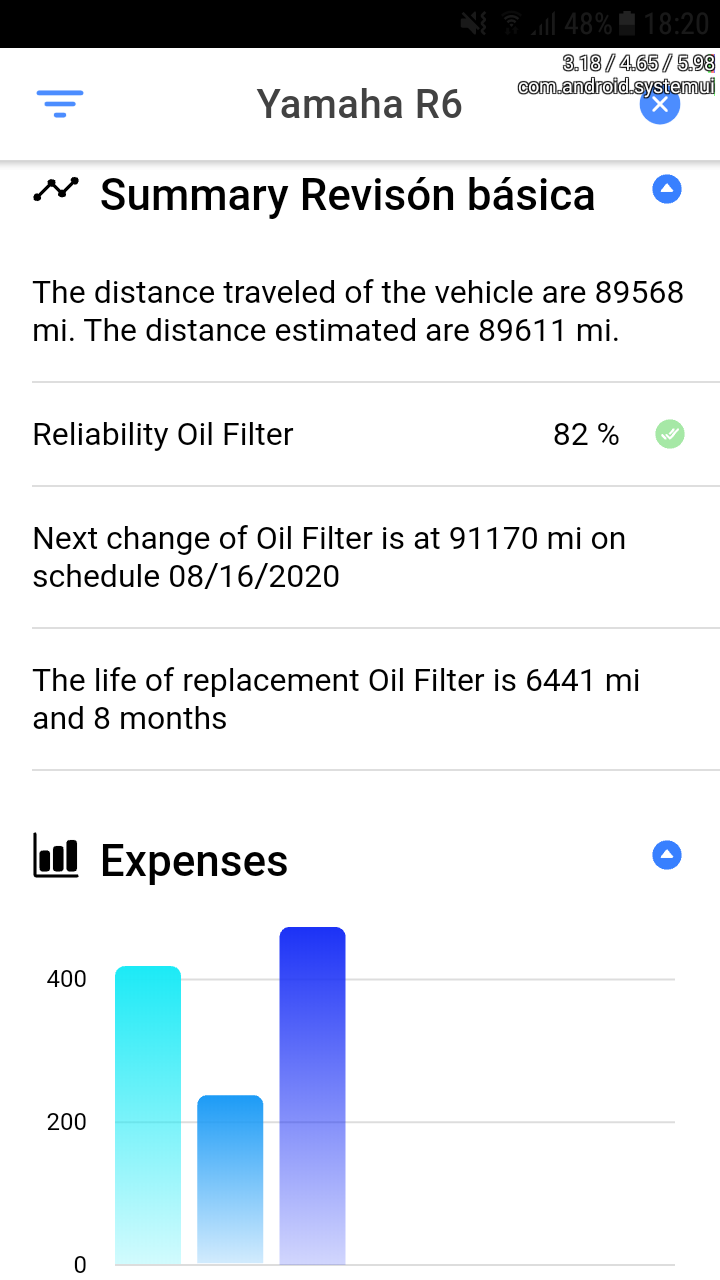 48% 18:20
3.18 / 4.65 / 5.98
com.android.systemui
Yamaha R6
Summary Revisón básica
The distance traveled of the vehicle are 89568
mi. The distance estimated are 89611 mi.
Reliability Oil Filter 82 %
Next change of Oil Filter is at 91170 mi on
schedule 08/16/2020
The life of replacement Oil Filter is 6441 mi
and 8 months
Expenses
400
200
0